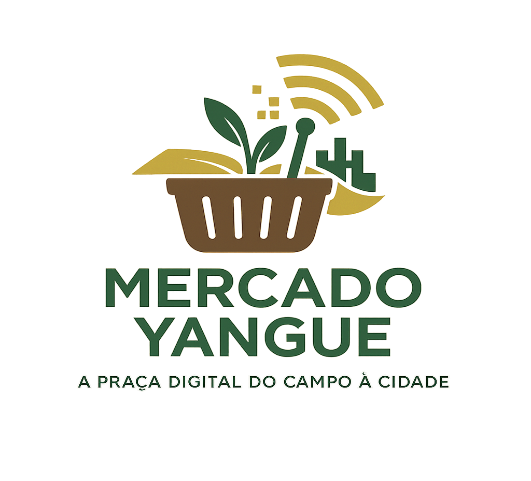 MERCADO
YANGUE
A PRAÇA DIGITAL DO CAMPO À CIDADE